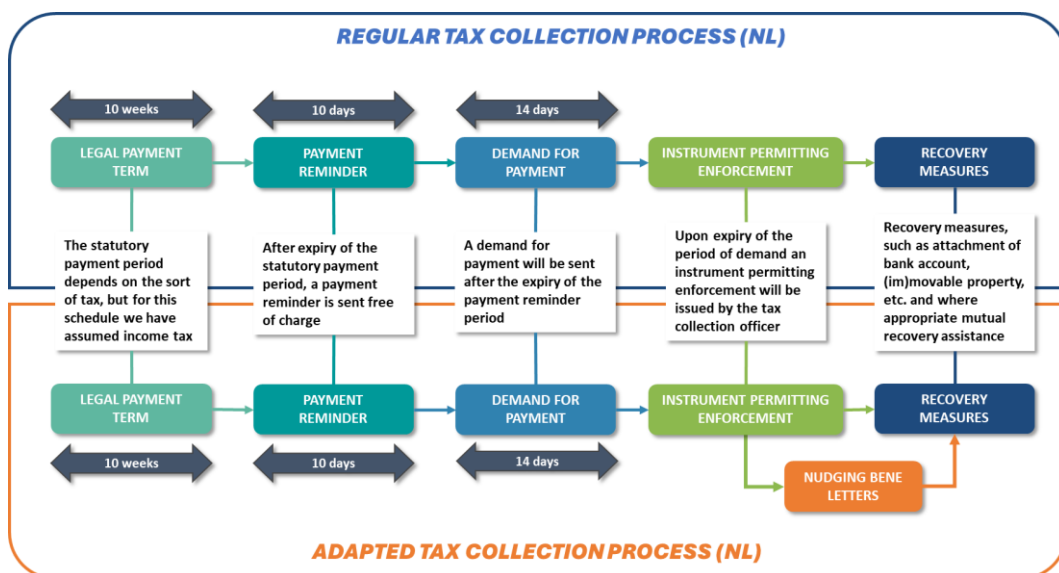 REGULAR TAX COLLECTION PROCESS (NL)
10 weeks
10 days
14 days
LEGAL PAYMENT
TERM
PAYMENT
REMINDER
DEMAND FOR
PAYMENT
INSTRUMENT PERMITTING
ENFORCEMENT
RECOVERY
MEASURES
The statutory
payment period
depends on the sort
of tax, but for this
schedule we have
assumed income tax
After expiry of the
statutory payment
period, a payment
reminder is sent free
of charge
A demand for
payment will be sent
after the expiry of the
payment reminder
period
Upon expiry of the
period of demand an
instrument permitting
enforcement will be
issued by the tax
collection officer
Recovery measures,
such as attachment of
bank account,
(im)movable property,
etc. and where
appropriate mutual
recovery assistance
LEGAL PAYMENT
TERM
PAYMENT
REMINDER
DEMAND FOR
PAYMENT
INSTRUMENT PERMITTING
ENFORCEMENT
RECOVERY
MEASURES
10 weeks
10 days
14 days
NUDGING BENE
LETTERS
ADAPTED TAX COLLECTION PROCESS (NL)